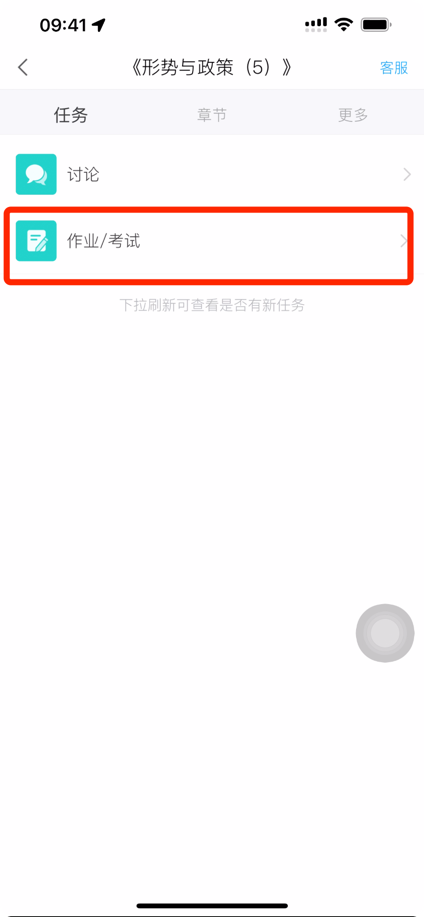 09:41
《形势与政策（5）》
客服
任务
章节
更多
讨论
作业/考试
下拉刷新可查看是否有新任务